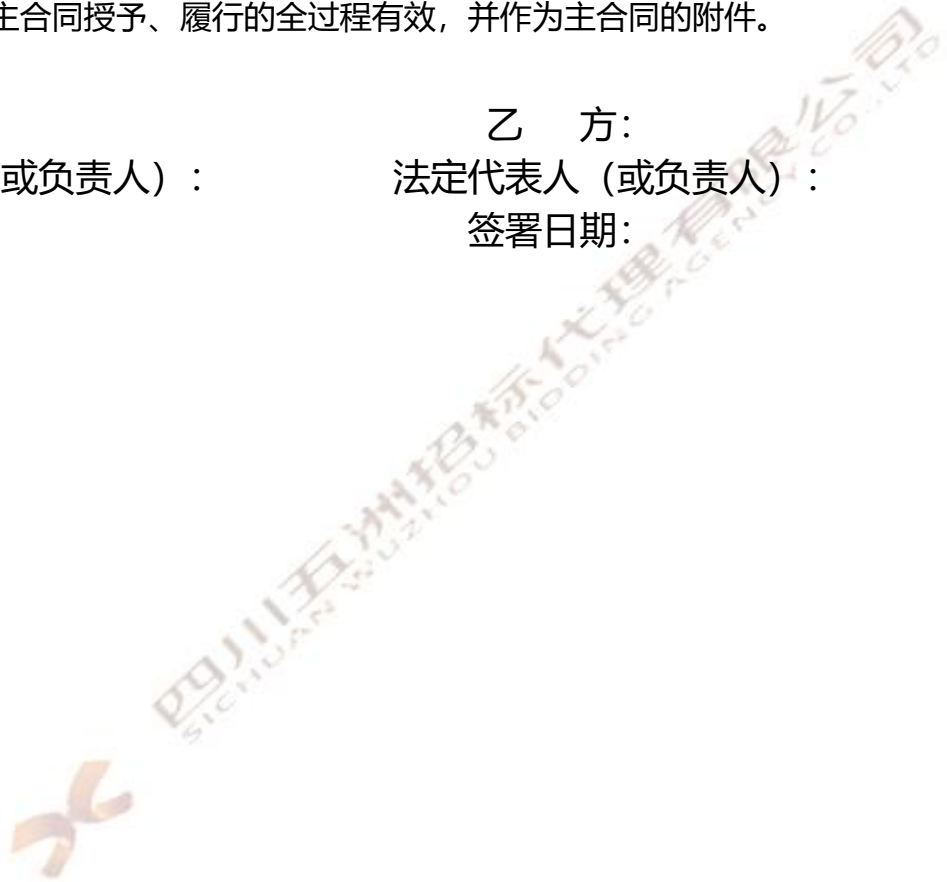 主合同授予、履行的全过程有效，并作为主合同的附件。
乙 方：
或负责人）： 法定代表人（或负责人）：
签署日期：
四川五洲招标代理有限公司
SICHUAN WUZHOU BIDDING AGENCY CO.,LTD